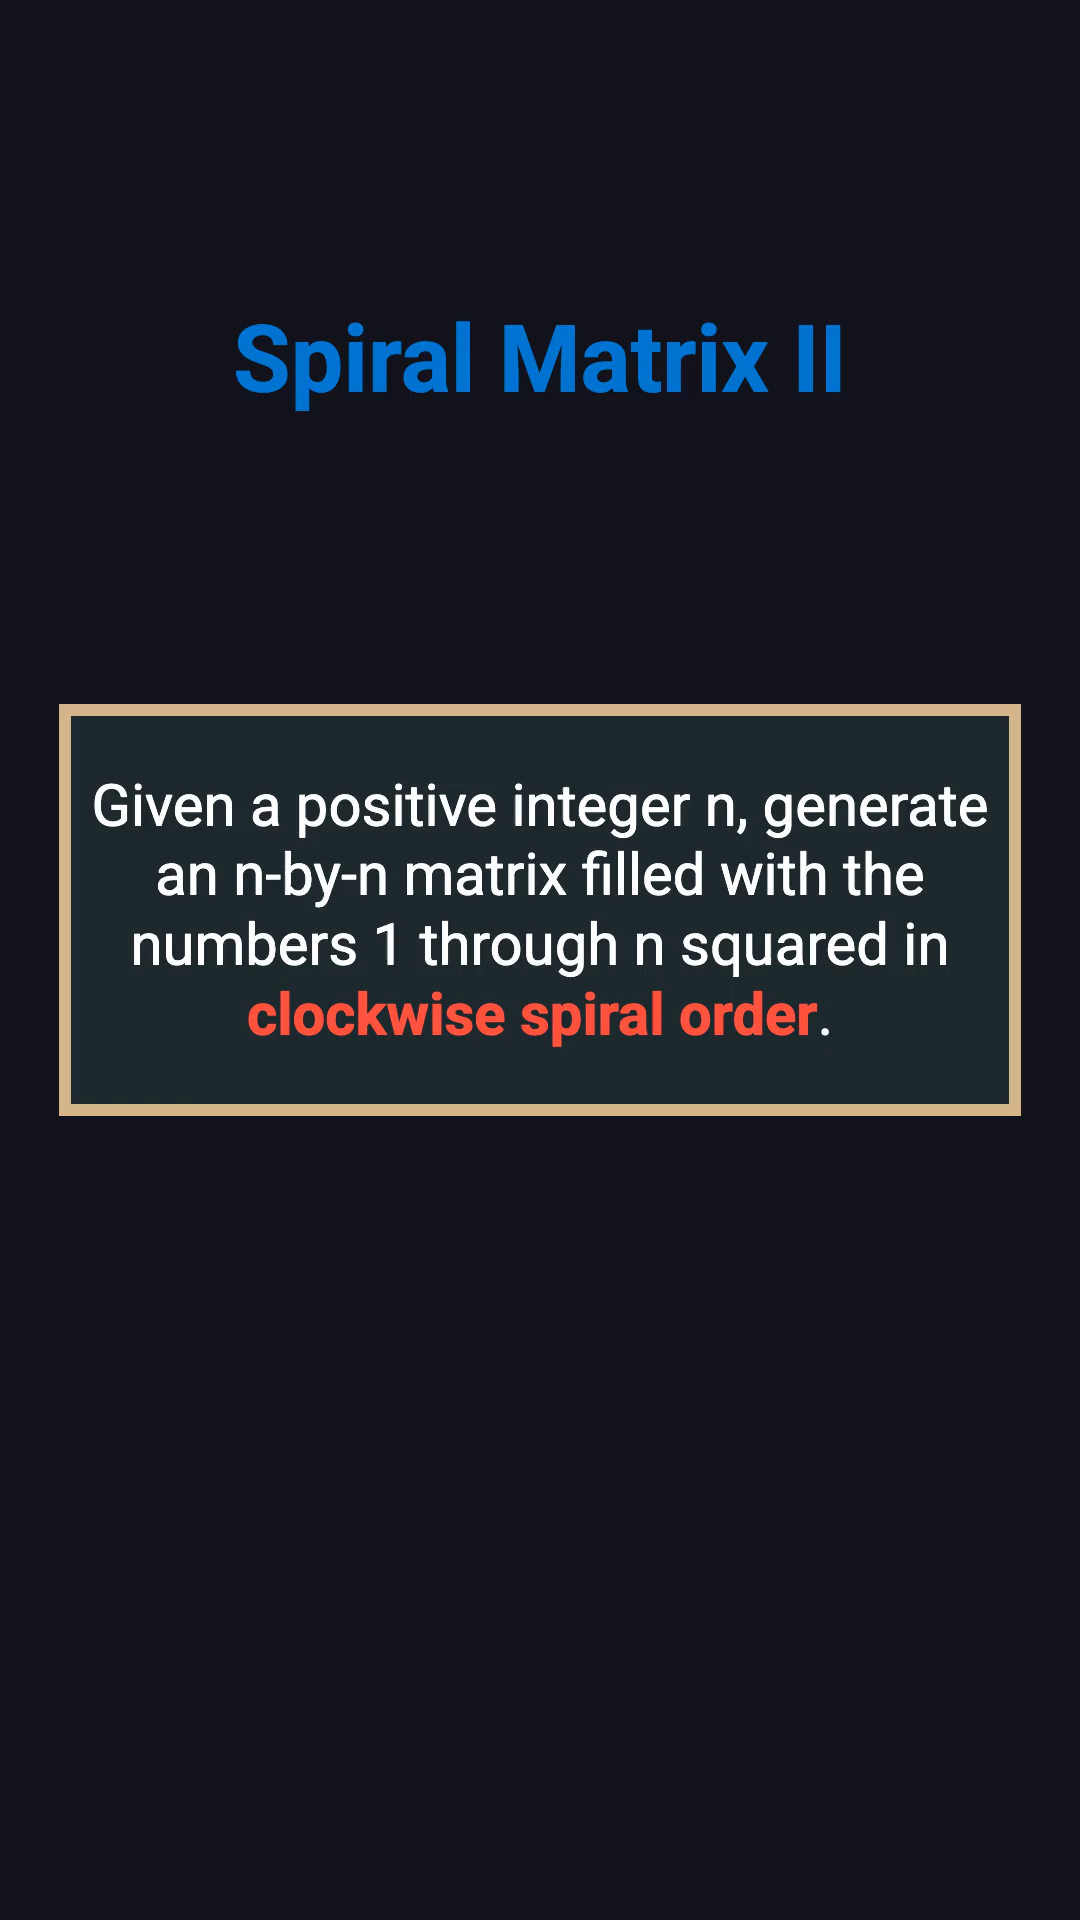 Spiral Matrix II
Given a positive integer n, generate
an n-by-n matrix filled with the
numbers 1 through n squared in
clockwise spiral order.